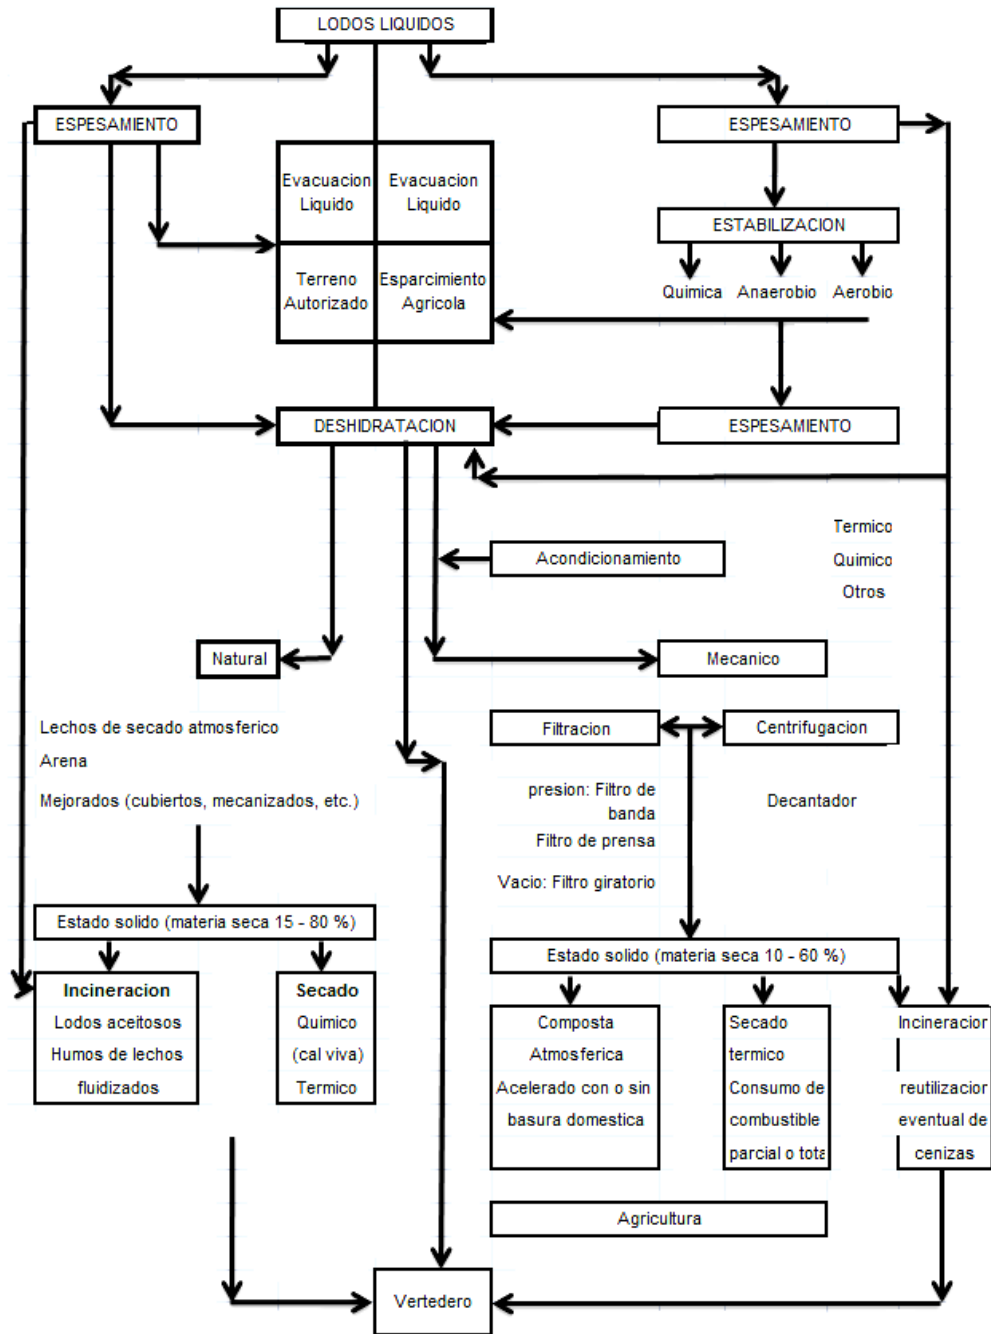 LODOS LIQUIDOS
ESPESAMIENTO
ESPESAMIENTO
Evacuacion
Liquido
Evacuacion
Liquido
ESTABILIZACION
Terreno
Autorizado
Esparcimiento
Agricola
Quimica
Anaerobio
Aerobio
DESHIDRATACION
ESPESAMIENTO
Termico
Quimico
Otros
Acondicionamiento
Natural
Mecanico
Lechos de secado atmosferico
Arena
Mejorados (cubiertos, mecanizados, etc.)
Filtracion
Centrifugacion
presion: Filtro de
banda
Filtro de prensa
Vacio: Filtro giratorio
Decantador
Estado solido (materia seca 15 - 80 %)
Estado solido (materia seca 10 - 60 %)
Incineracion
Lodos aceitosos
Humos de lechos
fluidizados
Secado
Quimico
(cal viva)
Termico
Composta
Atmosferica
Acelerado con o sin
basura domestica
Secado
termico
Consumo de
combustible
parcial o tota
Incineracior
reutilizacior
eventual de
cenizas
Agricultura
Vertedero